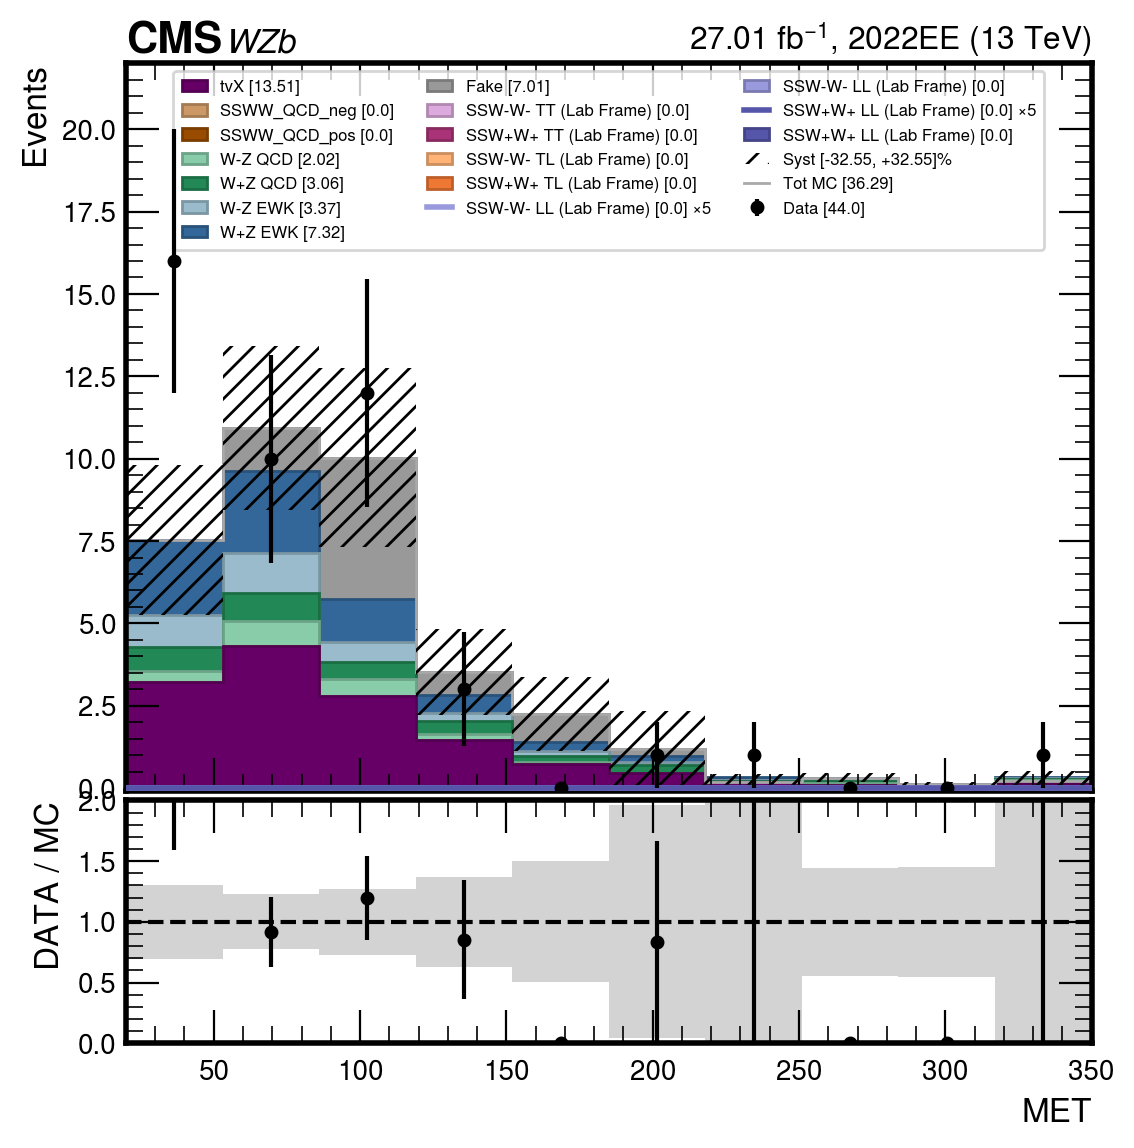 CMS WZb 27.01 fb⁻¹, 2022EE (13 TeV)
Events
tvX [13.51]
SSWW_QCD_neg [0.0]
SSWW_QCD_pos [0.0]
W-Z QCD [2.02]
W+Z QCD [3.06]
W-Z EWK [3.37]
W+Z EWK [7.32]
Fake [7.01]
SSW-W- TT (Lab Frame) [0.0]
SSW+W+ TT (Lab Frame) [0.0]
SSW-W- TL (Lab Frame) [0.0]
SSW+W+ TL (Lab Frame) [0.0]
SSW-W- LL (Lab Frame) [0.0] ×5
SSW-W- LL (Lab Frame) [0.0]
SSW+W+ LL (Lab Frame) [0.0] ×5
SSW+W+ LL (Lab Frame) [0.0]
Syst [-32.55, +32.55]%
Tot MC [36.29]
Data [44.0]
20.0
17.5
15.0
12.5
10.0
7.5
5.0
2.5
0.0
DATA / MC
2.0
1.5
1.0
0.5
0.0
50 100 150 200 250 300 350
MET